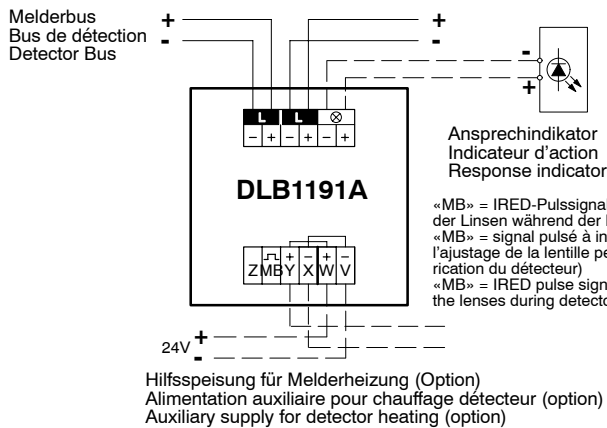 Melderbus
Bus de détection
Detector Bus
+
-
+
-
-
+
L L
− + − + − +
Ansprechindikator
Indicateur d'action
Response indicator
DLB1191A
«MB» = IRED-Pulssignal
der Linsen während der
«MB» = signal pulsé à in
l'ajustage de la lentille pe
rication du détecteur)
«MB» = IRED pulse sign
the lenses during detecto
+ − + −
Z MB Y X W V
24V + -
Hilfsspeisung für Melderheizung (Option)
Alimentation auxiliaire pour chauffage détecteur (option)
Auxiliary supply for detector heating (option)